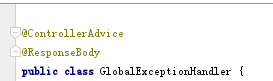 @ControllerAdvice
@ResponseBody
public class GlobalExceptionHandler {